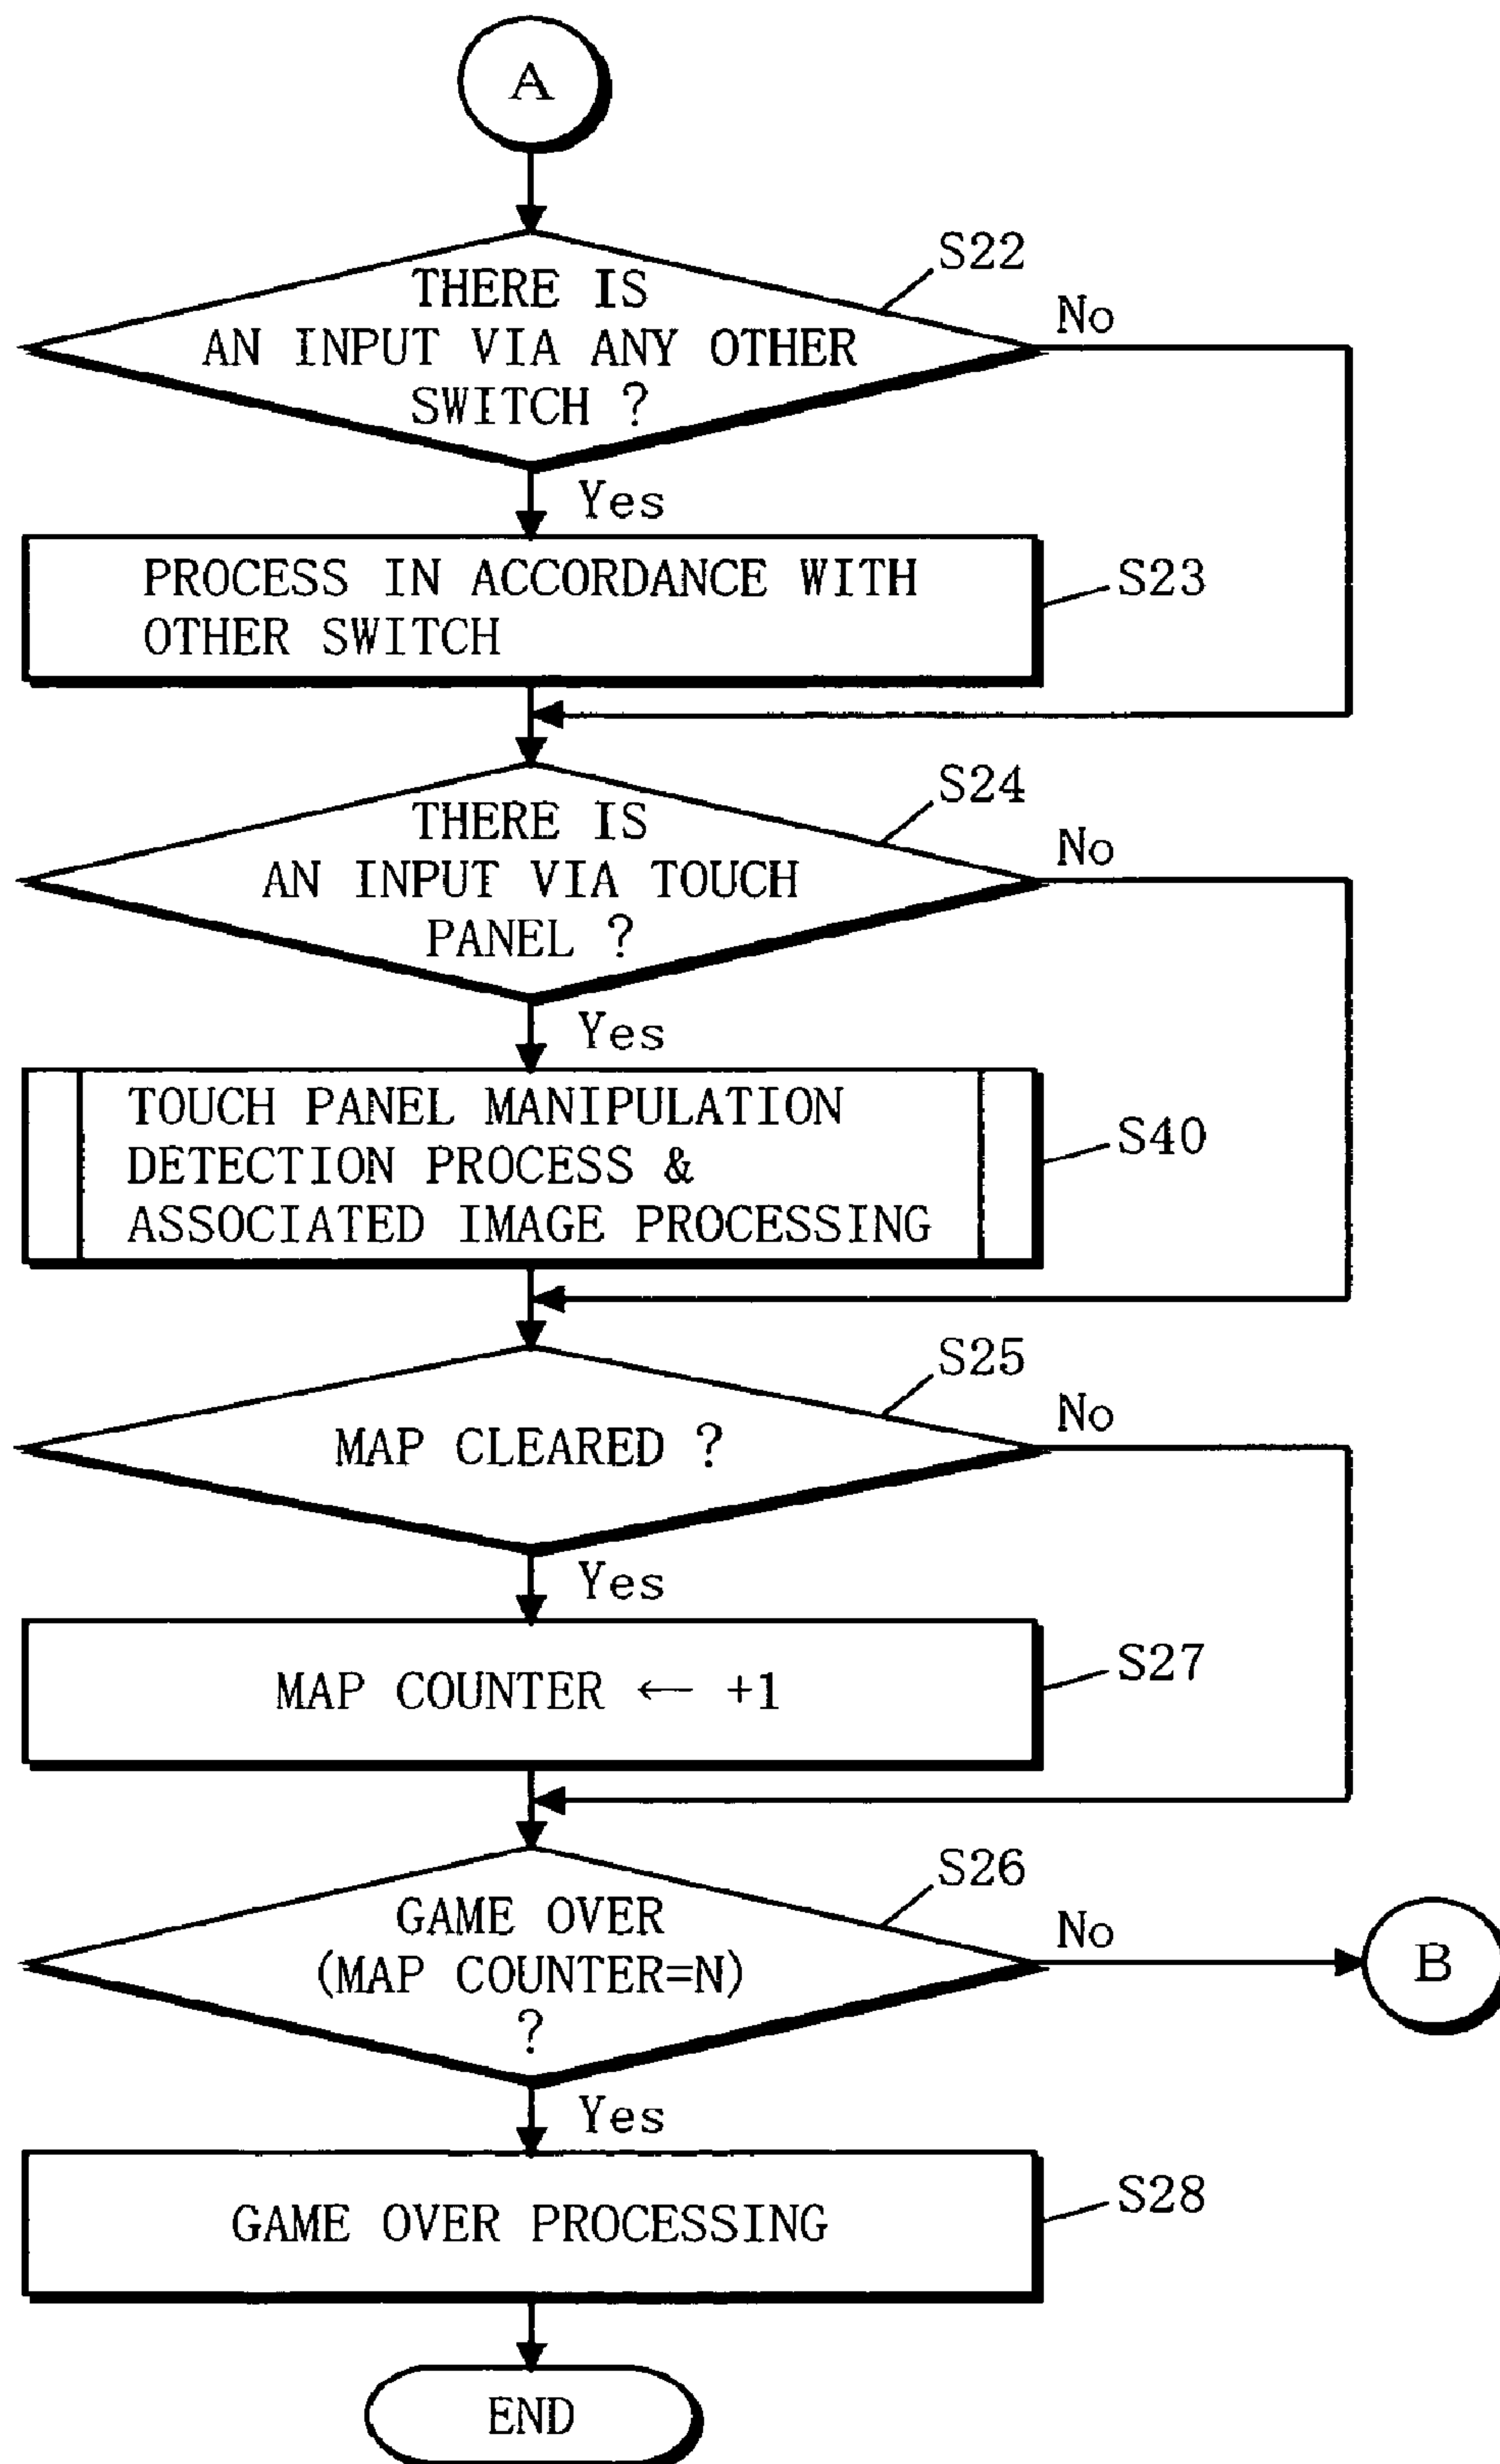 A
S22
THERE IS
AN INPUT VIA ANY OTHER
SWITCH ?
No
Yes
PROCESS IN ACCORDANCE WITH
OTHER SWITCH
S23
S24
THERE IS
AN INPUT VIA TOUCH
PANEL ?
No
Yes
TOUCH PANEL MANIPULATION
DETECTION PROCESS &
ASSOCIATED IMAGE PROCESSING
S40
S25
MAP CLEARED ?
No
Yes
MAP COUNTER ← +1
S27
S26
GAME OVER
(MAP COUNTER=N)
?
No
B
Yes
GAME OVER PROCESSING
S28
END